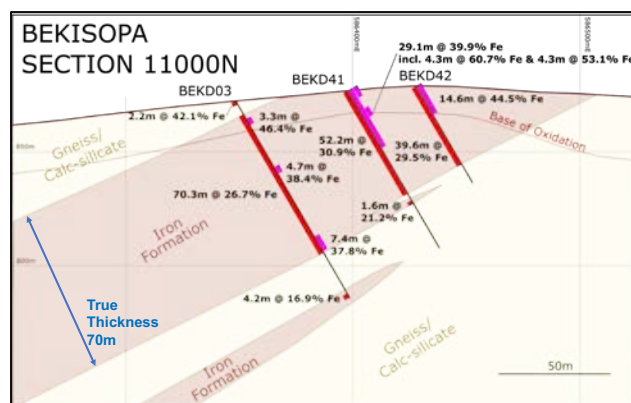 BEKISOPA
SECTION 11000N
586400mE
586500mE
29.1m @ 39.9% Fe
incl. 4.3m @ 60.7% Fe & 4.3m @ 53.1% Fe
BEKD03
BEKD41
BEKD42
2.2m @ 42.1% Fe
3.3m @
46.4% Fe
14.6m @ 44.5% Fe
Base of Oxidation
Gneiss/
Calc-silicate
850m
52.2m @
30.9% Fe
39.6m @
29.5% Fe
4.7m @
38.4% Fe
70.3m @ 26.7% Fe
1.6m @
21.2% Fe
Iron
Formation
7.4m @
37.8% Fe
800m
4.2m @ 16.9% Fe
True
Thickness
70m
Gneiss/
Calc-silicate
Iron
Formation
50m